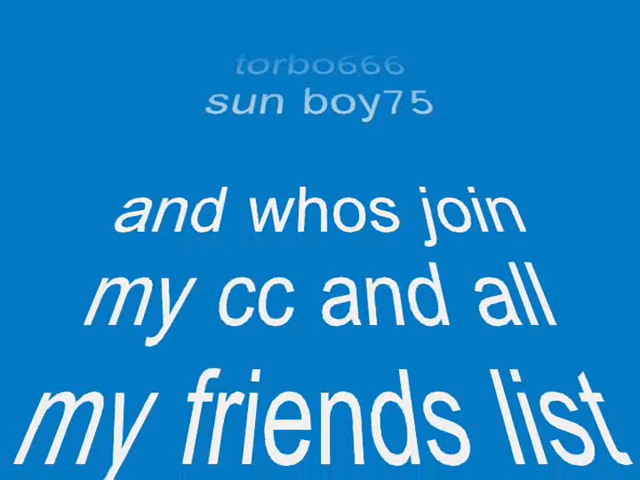 torbo666
sun boy75
and whos join
my cc and all
my friends list